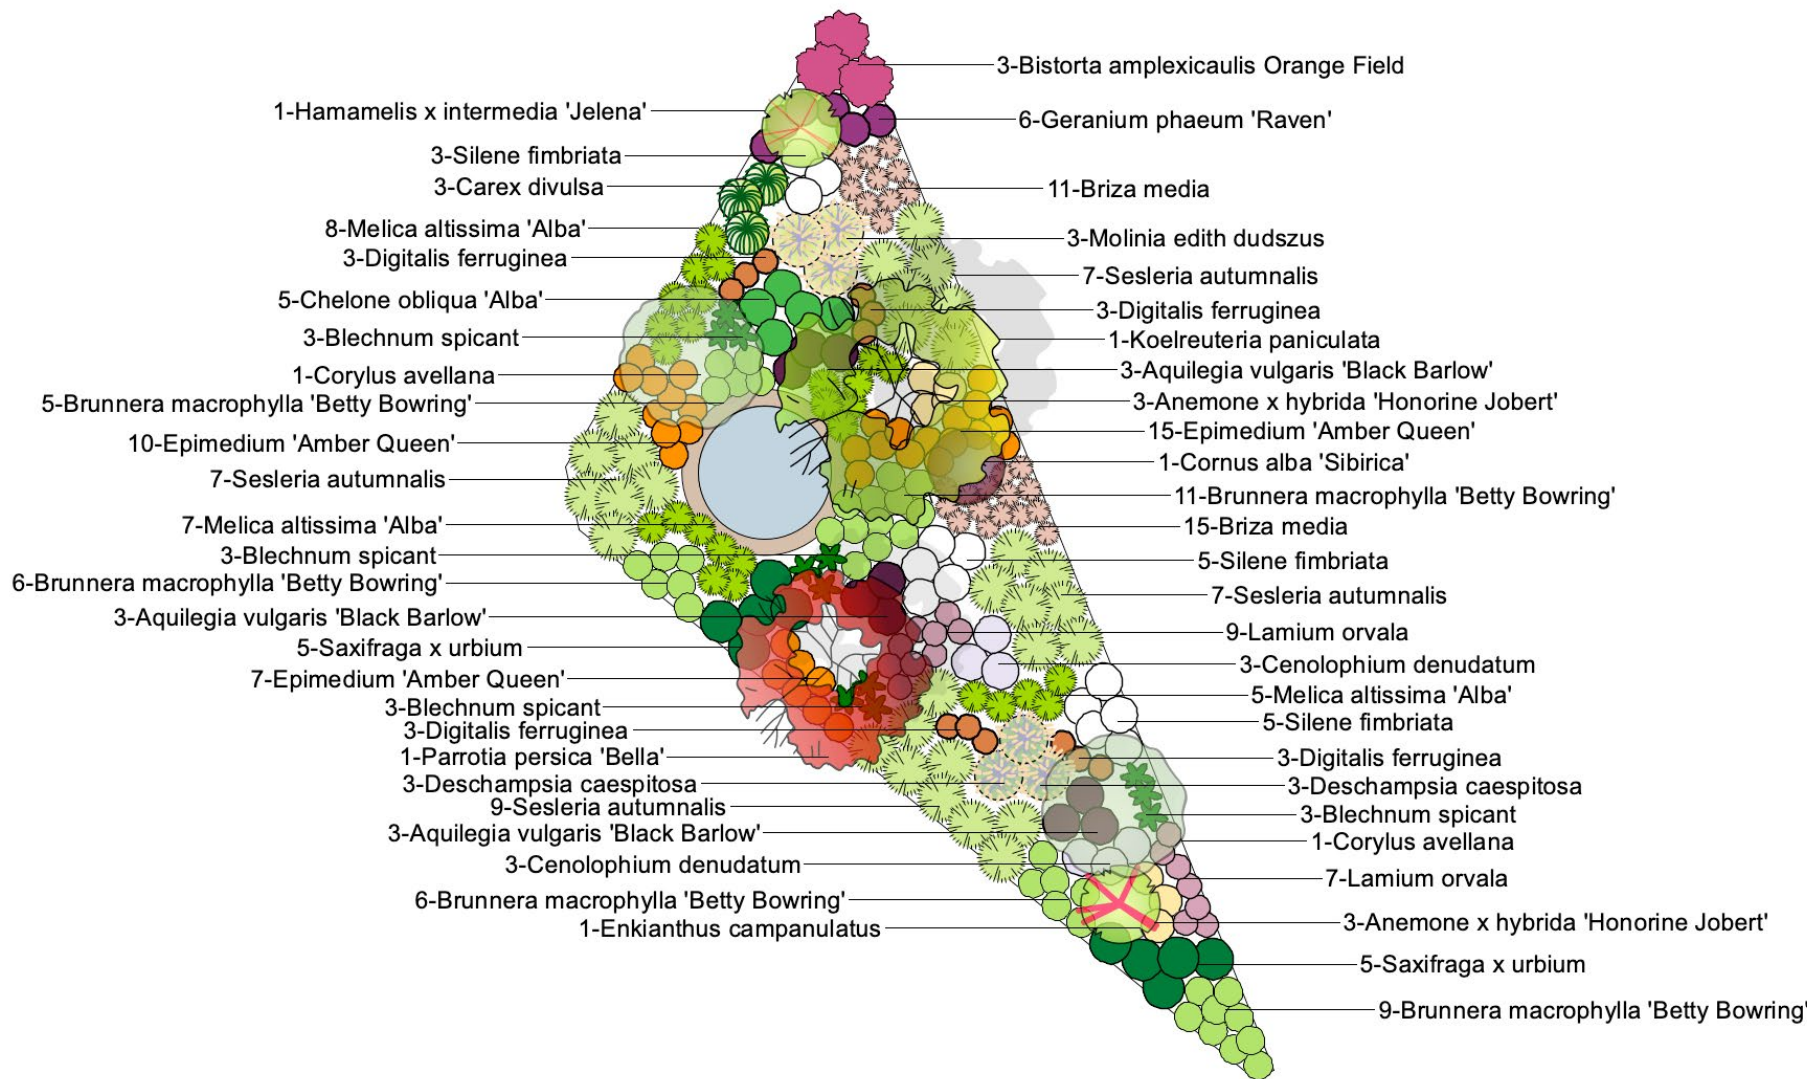 3-Bistorta amplexicaulis Orange Field
1-Hamamelis x intermedia 'Jelena'
6-Geranium phaeum 'Raven'
3-Silene fimbriata
3-Carex divulsa
11-Briza media
8-Melica altissima 'Alba'
3-Molinia edith dudszus
3-Digitalis ferruginea
7-Sesleria autumnalis
5-Chelone obliqua 'Alba'
3-Digitalis ferruginea
3-Blechnum spicant
1-Koelreuteria paniculata
1-Corylus avellana
3-Aquilegia vulgaris 'Black Barlow'
5-Brunnera macrophylla 'Betty Bowring'
3-Anemone x hybrida 'Honorine Jobert'
10-Epimedium 'Amber Queen'
15-Epimedium 'Amber Queen'
7-Sesleria autumnalis
1-Cornus alba 'Sibirica'
11-Brunnera macrophylla 'Betty Bowring'
7-Melica altissima 'Alba'
15-Briza media
3-Blechnum spicant
5-Silene fimbriata
6-Brunnera macrophylla 'Betty Bowring'
7-Sesleria autumnalis
3-Aquilegia vulgaris 'Black Barlow'
9-Lamium orvala
5-Saxifraga x urbium
3-Cenolophium denudatum
7-Epimedium 'Amber Queen'
5-Melica altissima 'Alba'
3-Blechnum spicant
5-Silene fimbriata
3-Digitalis ferruginea
1-Parrotia persica 'Bella'
3-Digitalis ferruginea
3-Deschampsia caespitosa
3-Deschampsia caespitosa
9-Sesleria autumnalis
3-Blechnum spicant
3-Aquilegia vulgaris 'Black Barlow'
1-Corylus avellana
3-Cenolophium denudatum
7-Lamium orvala
6-Brunnera macrophylla 'Betty Bowring'
3-Anemone x hybrida 'Honorine Jobert'
1-Enkianthus campanulatus
5-Saxifraga x urbium
9-Brunnera macrophylla 'Betty Bowring'